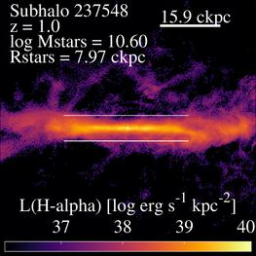 Subhalo 237548
z = 1.0
log Mstars = 10.60
Rstars = 7.97 ckpc
15.9 ckpc
L(H-alpha) [log erg s⁻¹ kpc⁻²]
37 38 39 40